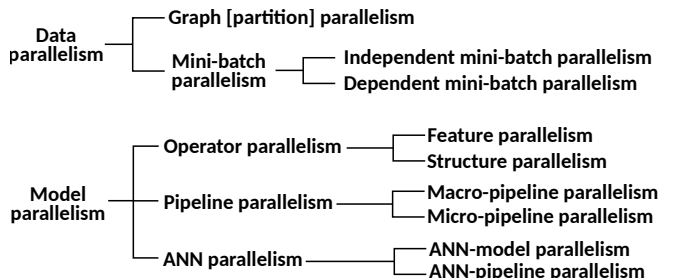 Data
parallelism
Graph [partition] parallelism
Mini-batch
parallelism
Independent mini-batch parallelism
Dependent mini-batch parallelism
Model
parallelism
Operator parallelism
Feature parallelism
Structure parallelism
Pipeline parallelism
Macro-pipeline parallelism
Micro-pipeline parallelism
ANN parallelism
ANN-model parallelism
ANN-pipeline parallelism